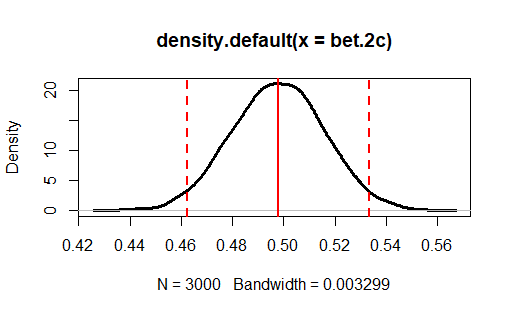 density.default(x = bet.2c)
Density
20
10
5
0
0.42 0.44 0.46 0.48 0.50 0.52 0.54 0.56
N = 3000 Bandwidth = 0.003299